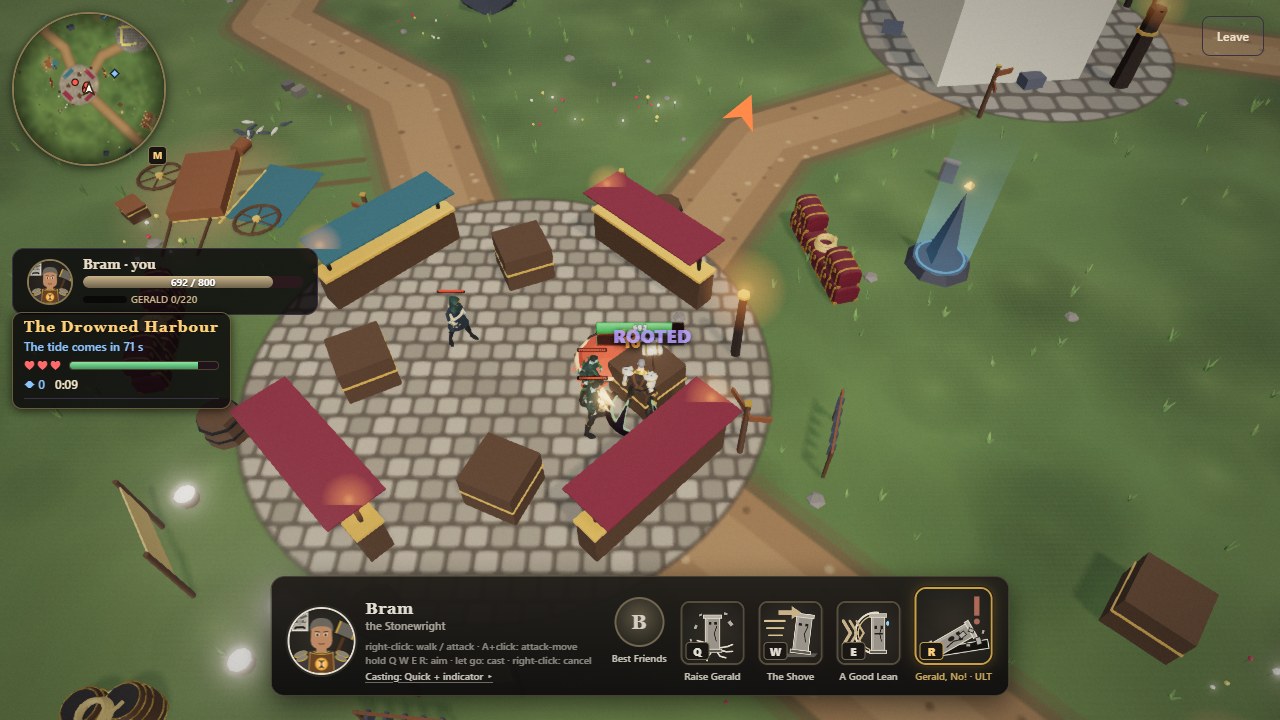 Leave
M
Bram - you
692 / 800
GERALD 0/220
The Drowned Harbour
The tide comes in 71 s
0 0:09
ROOTED
Bram
the Stonewright
right-click: walk / attack · A+click: attack-move
hold Q W E R: aim · let go: cast · right-click: cancel
Casting: Quick + indicator ▸
B
Best Friends
Q
Raise Gerald
W
The Shove
E
A Good Lean
R
Gerald, No! · ULT